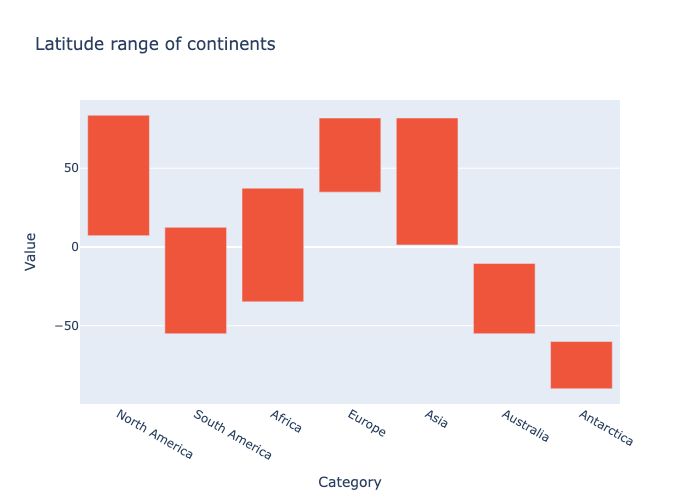 Latitude range of continents
Value
50
0
−50
North America
South America
Africa
Europe
Asia
Australia
Antarctica
Category